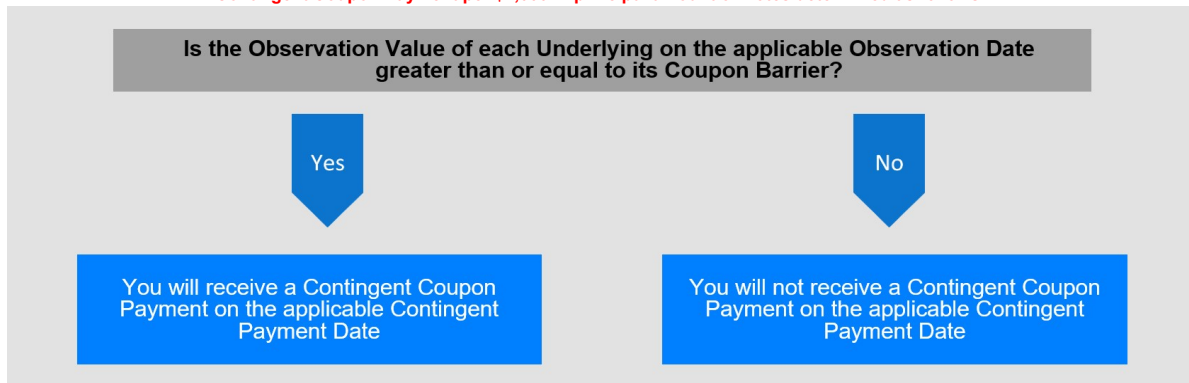 Is the Observation Value of each Underlying on the applicable Observation Date
greater than or equal to its Coupon Barrier?
Yes
No
You will receive a Contingent Coupon
Payment on the applicable Contingent
Payment Date
You will not receive a Contingent Coupon
Payment on the applicable Contingent
Payment Date